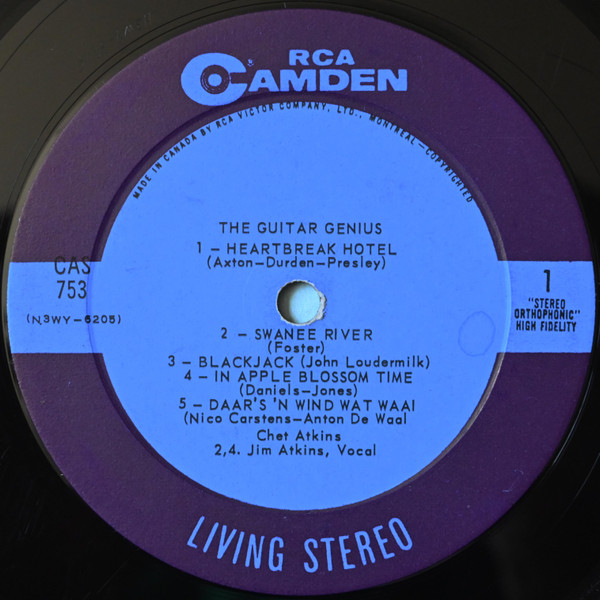 RCA
CAMDEN
MADE IN CANADA BY RCA VICTOR COMPANY, LTD., MONTREAL—COPYRIGHTED
THE GUITAR GENIUS
1 – HEARTBREAK HOTEL
(Axton–Durden–Presley)
CAS
753
(N3WY–6205)
1
"STEREO
ORTHOPHONIC"
HIGH FIDELITY
2 – SWANEE RIVER
(Foster)
3 – BLACKJACK (John Loudermilk)
4 – IN APPLE BLOSSOM TIME
(Daniels–Jones)
5 – DAAR'S 'N WIND WAT WAAI
(Nico Carstens–Anton De Waal
Chet Atkins
2,4. Jim Atkins, Vocal
LIVING STEREO